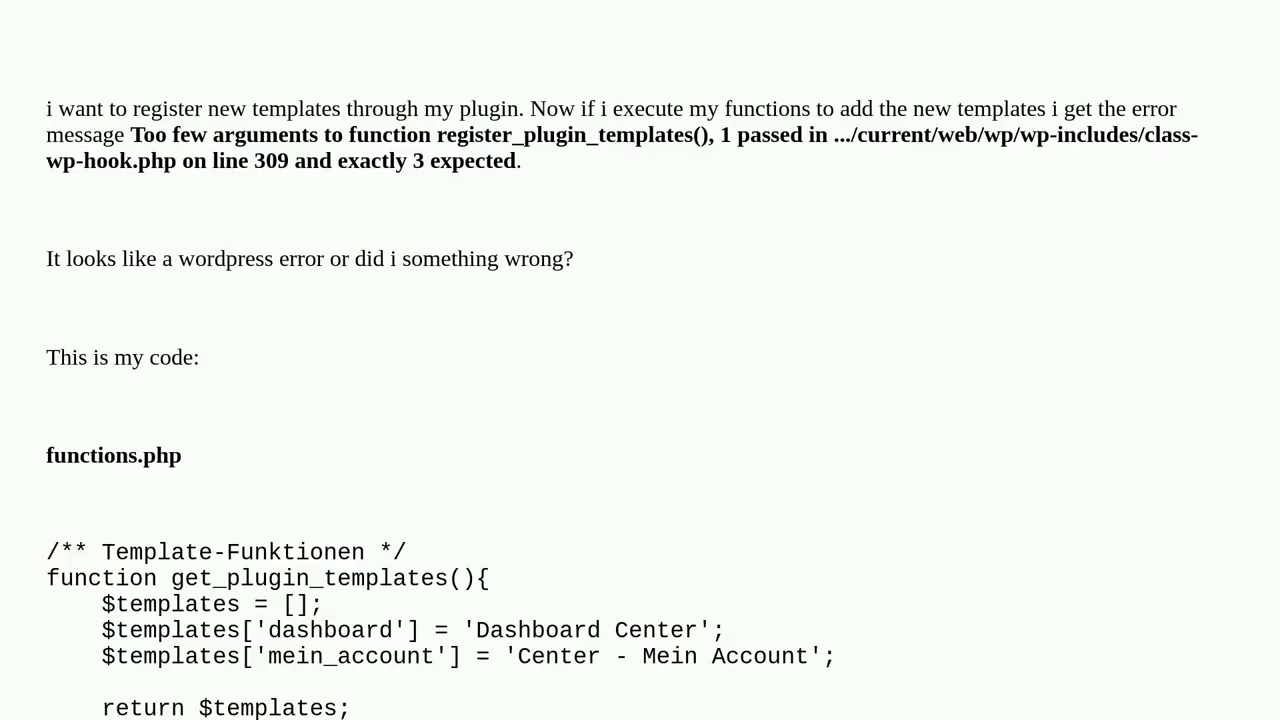 i want to register new templates through my plugin. Now if i execute my functions to add the new templates i get the error
message Too few arguments to function register_plugin_templates(), 1 passed in .../current/web/wp/wp-includes/class-
wp-hook.php on line 309 and exactly 3 expected.
It looks like a wordpress error or did i something wrong?
This is my code:
functions.php
/** Template-Funktionen */
function get_plugin_templates(){
    $templates = [];
    $templates['dashboard'] = 'Dashboard Center';
    $templates['mein_account'] = 'Center - Mein Account';
    return $templates;